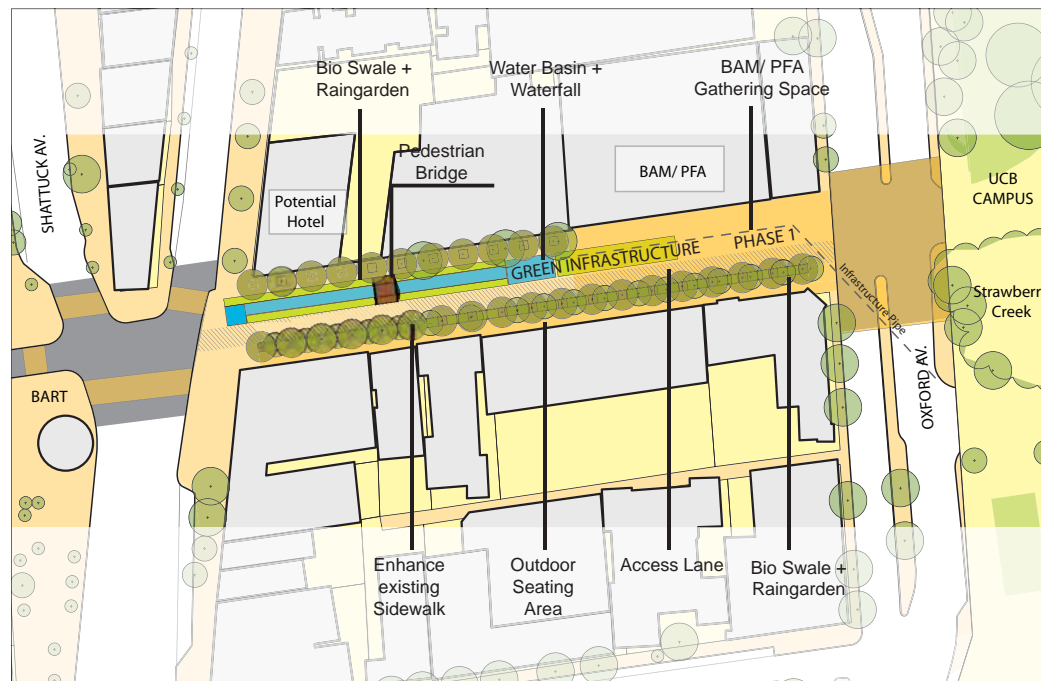 Bio Swale +
Raingarden
Water Basin +
Waterfall
BAM/ PFA
Gathering Space
SHATTUCK AV.
Pedestrian
Bridge
Potential
Hotel
BAM/ PFA
UCB
CAMPUS
GREEN INFRASTRUCTURE
PHASE 1
Infrastructure Pipe
Strawberry
Creek
OXFORD AV.
BART
Enhance
existing
Sidewalk
Outdoor
Seating
Area
Access Lane
Bio Swale +
Raingarden